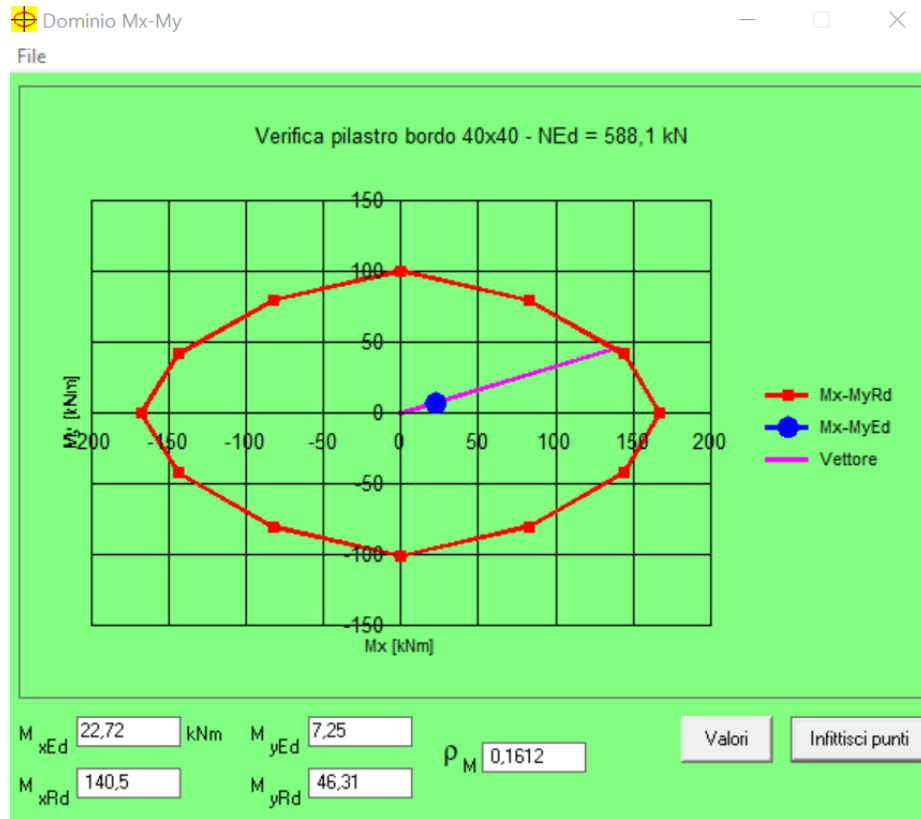 Dominio Mx-My
File
Verifica pilastro bordo 40x40 - NEd = 588,1 kN
150
100
50
0
-200 -150 -100 -50 0 50 100 150 200
-50
-100
-150
My [kNm]
Mx [kNm]
Mx-MyRd
Mx-MyEd
Vettore
M xEd 22,72 kNm M yEd 7,25
ρ M 0,1612
M xRd 140,5 M yRd 46,31
Valori Infittisci punti